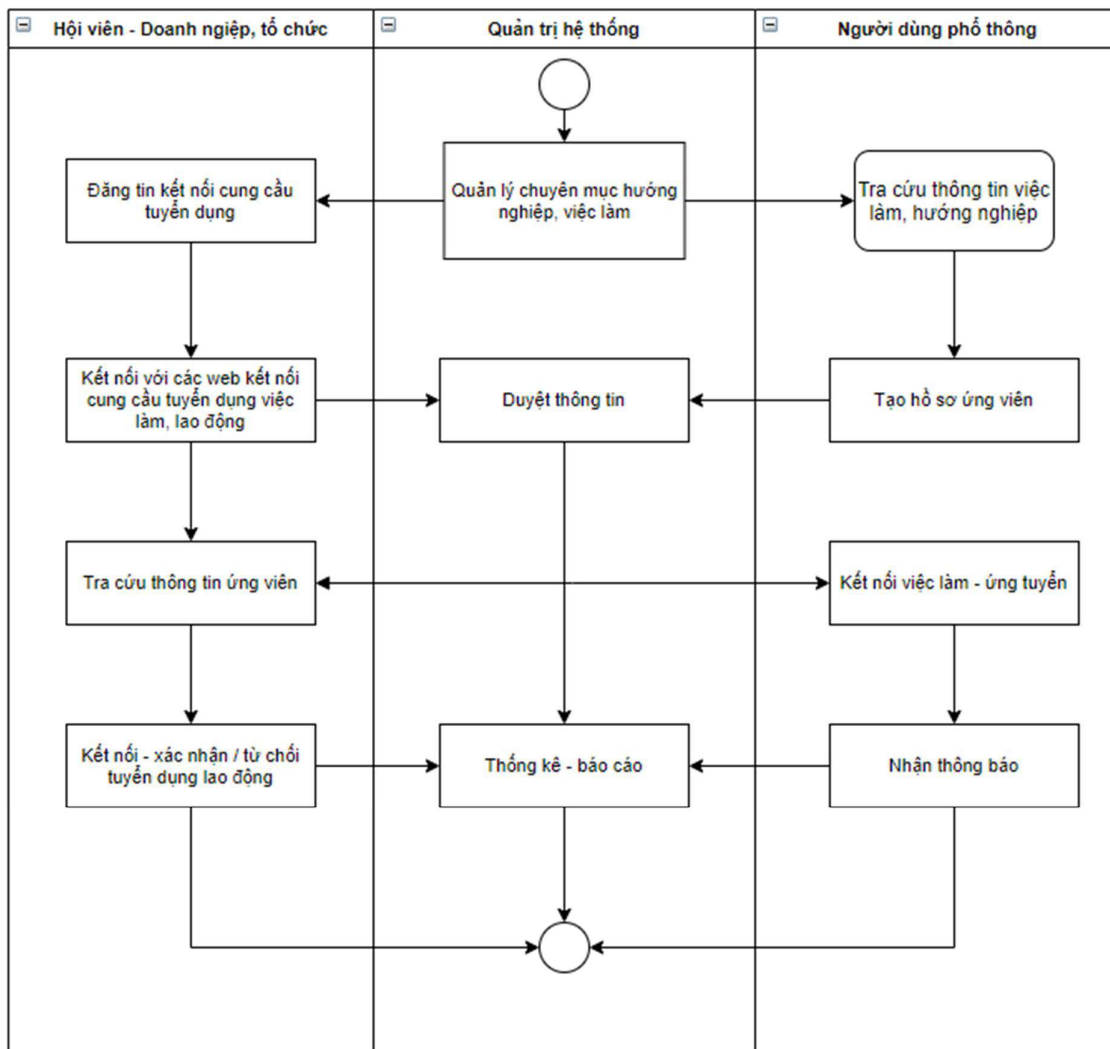 Hội viên - Doanh ngiệp, tổ chức
Quản trị hệ thống
Người dùng phổ thông
Đăng tin kết nối cung cầu
tuyển dụng
Quản lý chuyên mục hướng
nghiệp, việc làm
Tra cứu thông tin việc
làm, hướng nghiệp
Kết nối với các web kết nối
cung cầu tuyển dụng việc
làm, lao động
Duyệt thông tin
Tạo hồ sơ ứng viên
Tra cứu thông tin ứng viên
Kết nối việc làm - ứng tuyển
Kết nối - xác nhận / từ chối
tuyển dụng lao động
Thống kê - báo cáo
Nhận thông báo